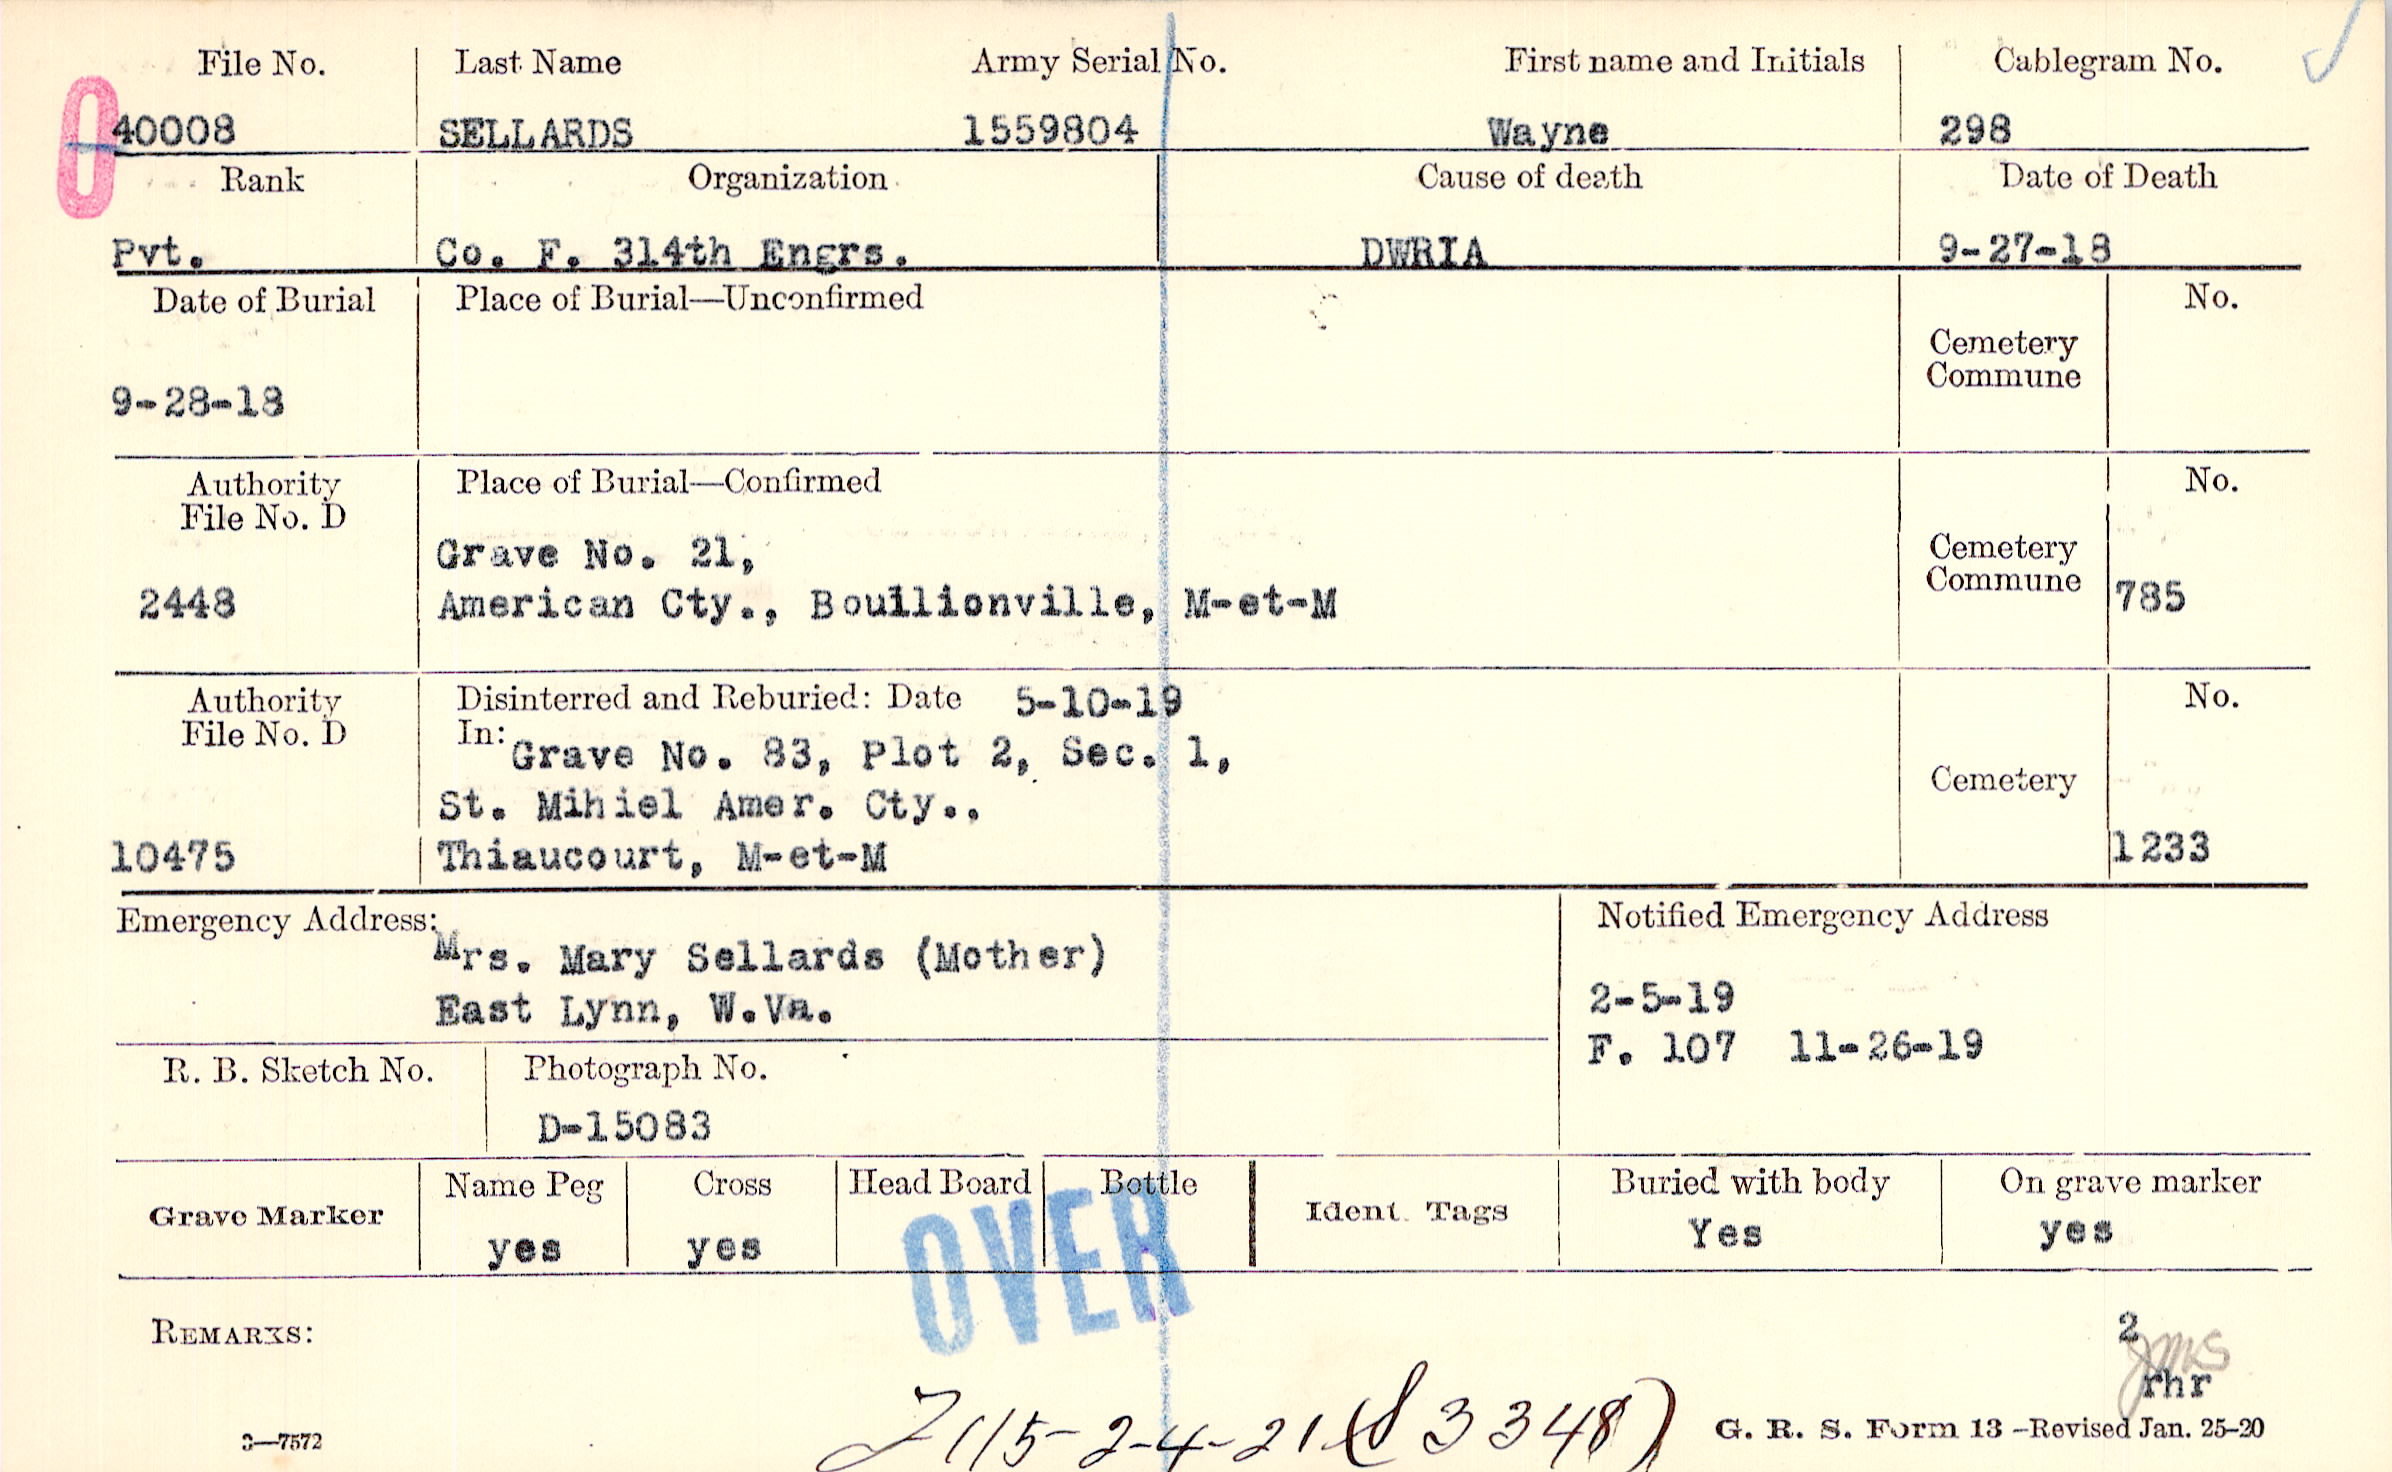 File No. Last Name Army Serial No. First name and Initials Cablegram No.
40008 SELLARDS 1559804 Wayne 298
O
Rank Organization Cause of death Date of Death
Pvt. Co. F. 314th Engrs. DWRIA 9-27-18
Date of Burial Place of Burial—Unconfirmed No.
Cemetery
Commune
9-28-18
Authority Place of Burial—Confirmed No.
File No. D
Grave No. 21,
Cemetery
Commune
2448 American Cty., Bouillionville, M-et-M 785
Authority Disinterred and Reburied: Date 5-10-19 No.
File No. D In:
Grave No. 83, Plot 2, Sec. 1,
Cemetery
St. Mihiel Amer. Cty.,
10475 Thiaucourt, M-et-M 1233
Emergency Address: Notified Emergency Address
Mrs. Mary Sellards (Mother)
East Lynn, W.Va. 2-5-19
F. 107 11-26-19
R. B. Sketch No. Photograph No.
D-15083
Grave Marker Name Peg Cross Head Board Bottle Ident. Tags Buried with body On grave marker
yes yes Yes yes
OVER
REMARKS: 2
JMS
rhr
115-2-4-21 3348)
3—7572 G. R. S. Form 13—Revised Jan. 25-20